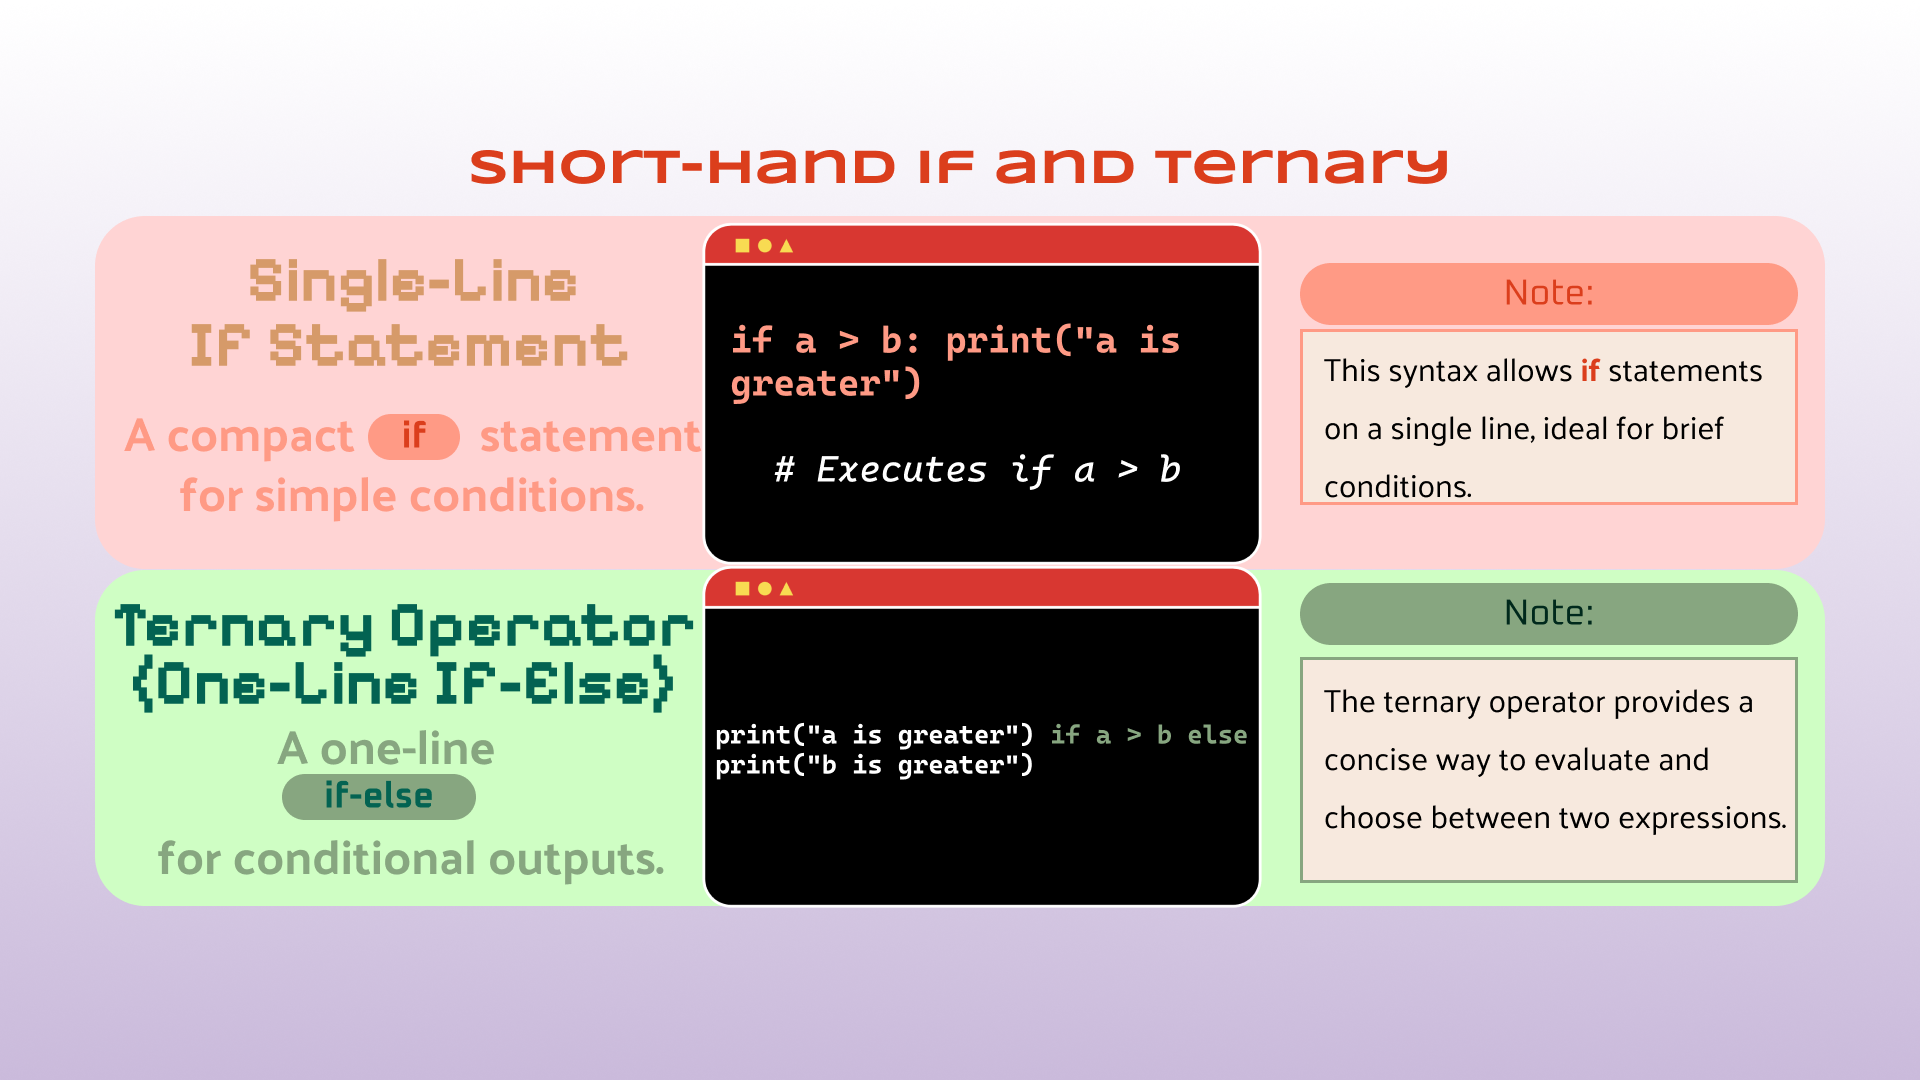 Short-Hand If and Ternary
Single-Line
If Statement
A compact if statement
for simple conditions.
if a > b: print("a is
greater")
# Executes if a > b
Note:
This syntax allows if statements
on a single line, ideal for brief
conditions.
Ternary Operator
(One-Line If-Else)
A one-line
if-else
for conditional outputs.
print("a is greater") if a > b else
print("b is greater")
Note:
The ternary operator provides a
concise way to evaluate and
choose between two expressions.